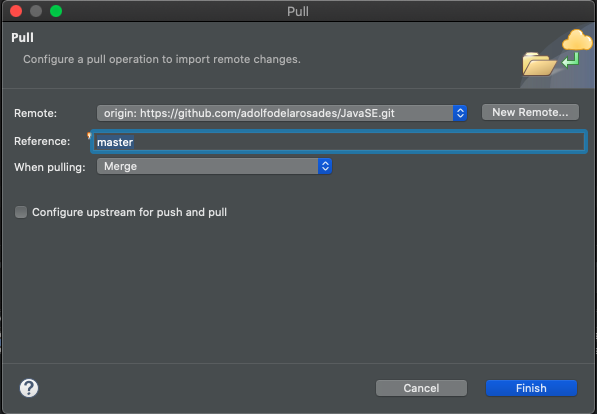 Pull
Pull
Configure a pull operation to import remote changes.
Remote: origin: https://github.com/adolfodelarosades/JavaSE.git New Remote...
Reference: master
When pulling: Merge
Configure upstream for push and pull
? Cancel Finish